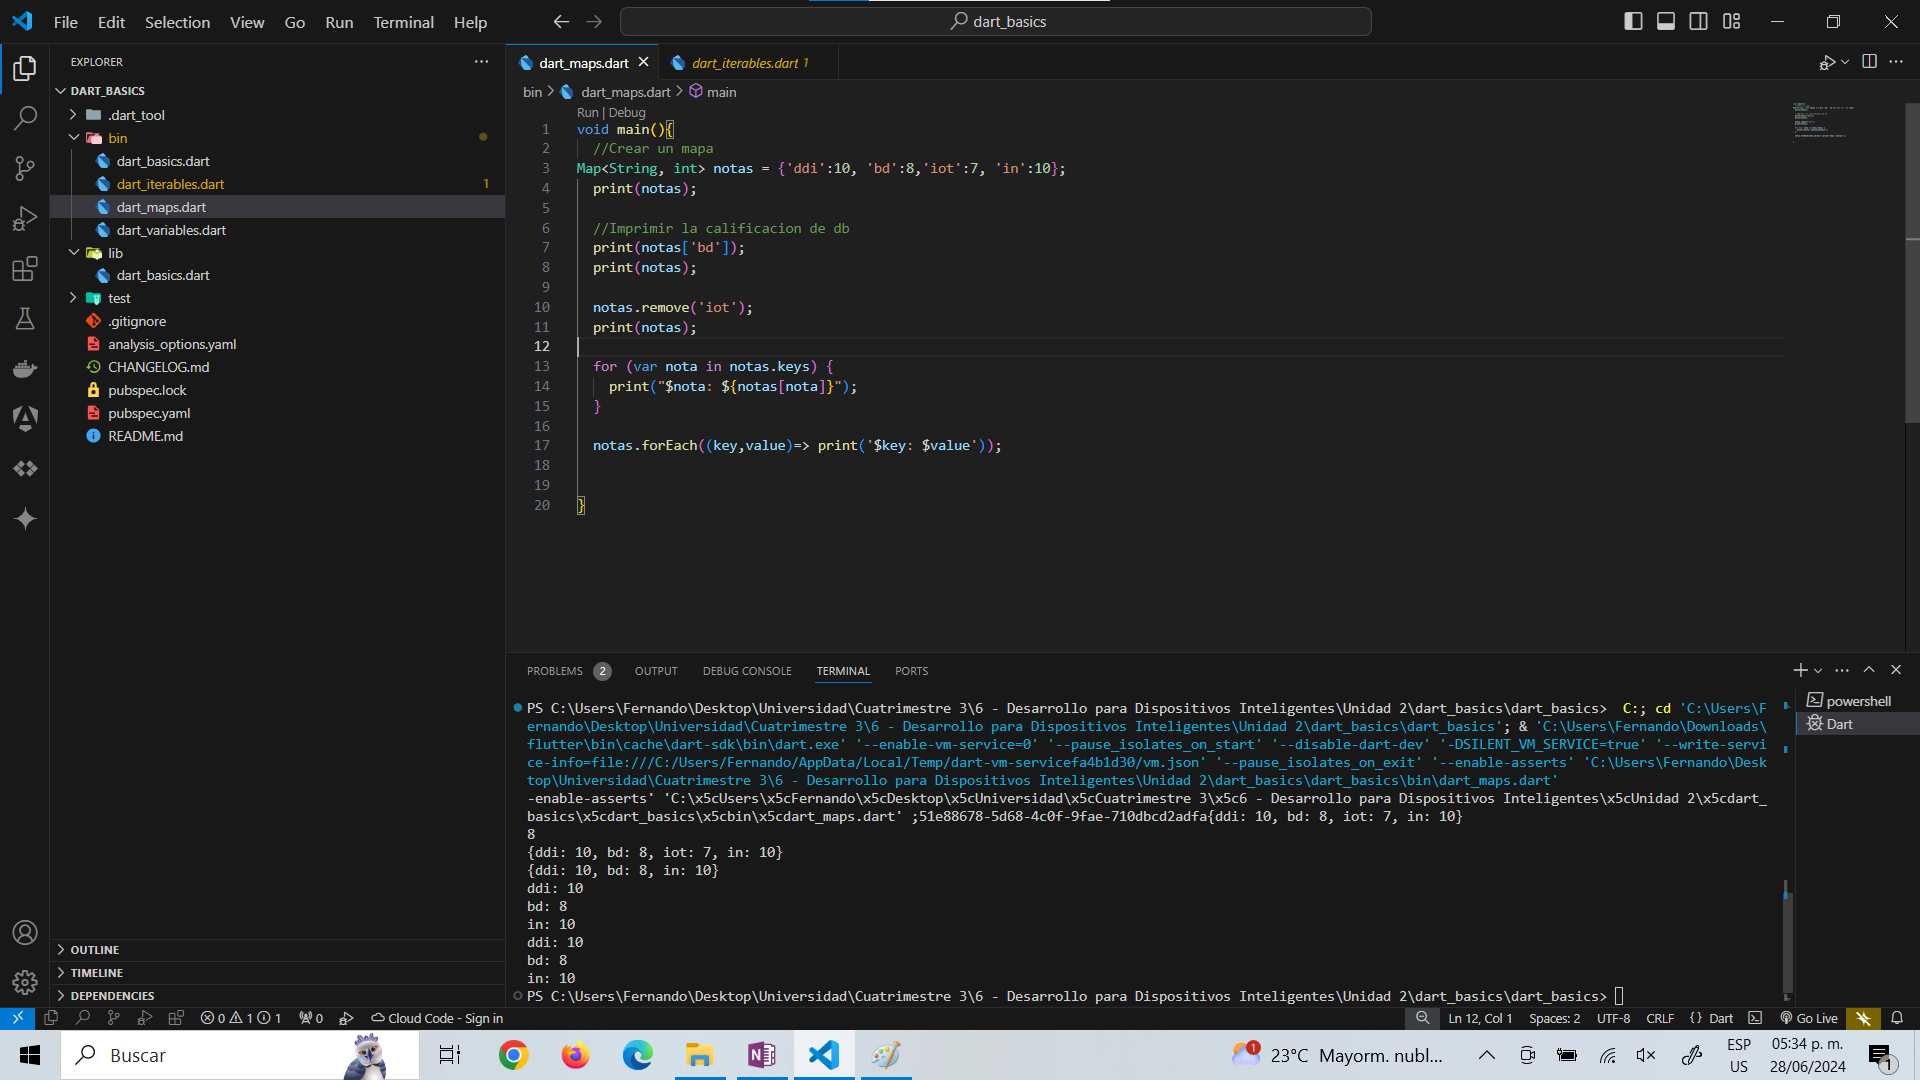 File Edit Selection View Go Run Terminal Help
dart_basics
EXPLORER
DART_BASICS
.dart_tool
bin
dart_basics.dart
dart_iterables.dart 1
dart_maps.dart
dart_variables.dart
lib
dart_basics.dart
test
.gitignore
analysis_options.yaml
CHANGELOG.md
pubspec.lock
pubspec.yaml
README.md
OUTLINE
TIMELINE
DEPENDENCIES
dart_maps.dart
dart_iterables.dart 1
bin > dart_maps.dart > main
Run | Debug
1 void main(){
2 //Crear un mapa
3 Map<String, int> notas = {'ddi':10, 'bd':8,'iot':7, 'in':10};
4 print(notas);
5
6 //Imprimir la calificacion de db
7 print(notas['bd']);
8 print(notas);
9
10 notas.remove('iot');
11 print(notas);
12
13 for (var nota in notas.keys) {
14 print("$nota: ${notas[nota]}");
15 }
16
17 notas.forEach((key,value)=> print('$key: $value'));
18
19
20 }
PROBLEMS 2 OUTPUT DEBUG CONSOLE TERMINAL PORTS
powershell
Dart
PS C:\Users\Fernando\Desktop\Universidad\Cuatrimestre 3\6 - Desarrollo para Dispositivos Inteligentes\Unidad 2\dart_basics\dart_basics>  C:; cd 'C:\Users\F
ernando\Desktop\Universidad\Cuatrimestre 3\6 - Desarrollo para Dispositivos Inteligentes\Unidad 2\dart_basics\dart_basics'; & 'C:\Users\Fernando\Downloads\
flutter\bin\cache\dart-sdk\bin\dart.exe' '--enable-vm-service=0' '--pause_isolates_on_start' '--disable-dart-dev' '-DSILENT_VM_SERVICE=true' '--write-servi
ce-info=file:///C:/Users/Fernando/AppData/Local/Temp/dart-vm-servicefa4b1d30/vm.json' '--pause_isolates_on_exit' '--enable-asserts' 'C:\Users\Fernando\Desk
top\Universidad\Cuatrimestre 3\6 - Desarrollo para Dispositivos Inteligentes\Unidad 2\dart_basics\dart_basics\bin\dart_maps.dart'
-enable-asserts' 'C:\x5cUsers\x5cFernando\x5cDesktop\x5cUniversidad\x5cCuatrimestre 3\x5c6 - Desarrollo para Dispositivos Inteligentes\x5cUnidad 2\x5cdart_
basics\x5cdart_basics\x5cbin\x5cdart_maps.dart' ;51e88678-5d68-4c0f-9fae-710dbcd2adfa{ddi: 10, bd: 8, iot: 7, in: 10}
8
{ddi: 10, bd: 8, iot: 7, in: 10}
{ddi: 10, bd: 8, in: 10}
ddi: 10
bd: 8
in: 10
ddi: 10
bd: 8
in: 10
PS C:\Users\Fernando\Desktop\Universidad\Cuatrimestre 3\6 - Desarrollo para Dispositivos Inteligentes\Unidad 2\dart_basics\dart_basics>
0 1 1 0 Cloud Code - Sign in
Ln 12, Col 1 Spaces: 2 UTF-8 CRLF {} Dart Go Live
Buscar
1 23°C Mayorm. nubl...
ESP
US
05:34 p. m.
28/06/2024
1